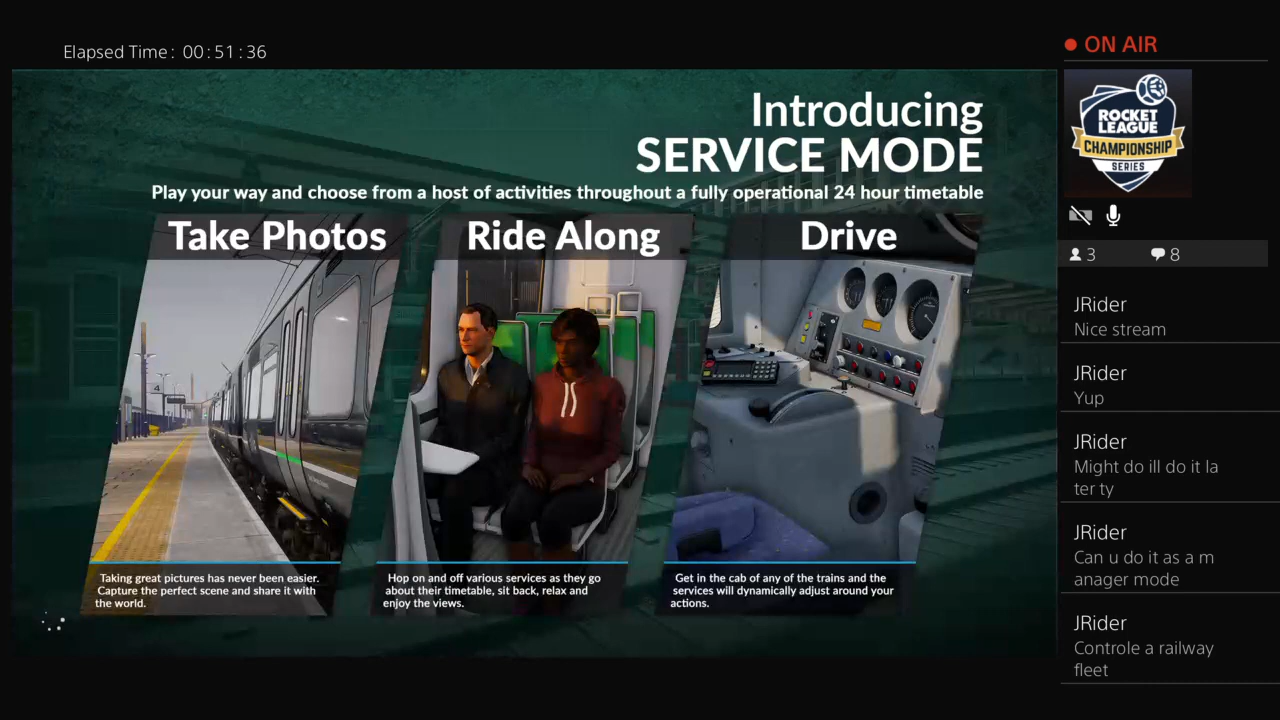 Elapsed Time: 00:51:36
ON AIR
Introducing
SERVICE MODE
Play your way and choose from a host of activities throughout a fully operational 24 hour timetable
Take Photos
Ride Along
Drive
4
Taking great pictures has never been easier.
Capture the perfect scene and share it with
the world.
Hop on and off various services as they go
about their timetable, sit back, relax and
enjoy the views.
Get in the cab of any of the trains and the
services will dynamically adjust around your
actions.
ROCKET
LEAGUE
CHAMPIONSHIP
SERIES
3
8
JRider
Nice stream
JRider
Yup
JRider
Might do ill do it la
ter ty
JRider
Can u do it as a m
anager mode
JRider
Controle a railway
fleet